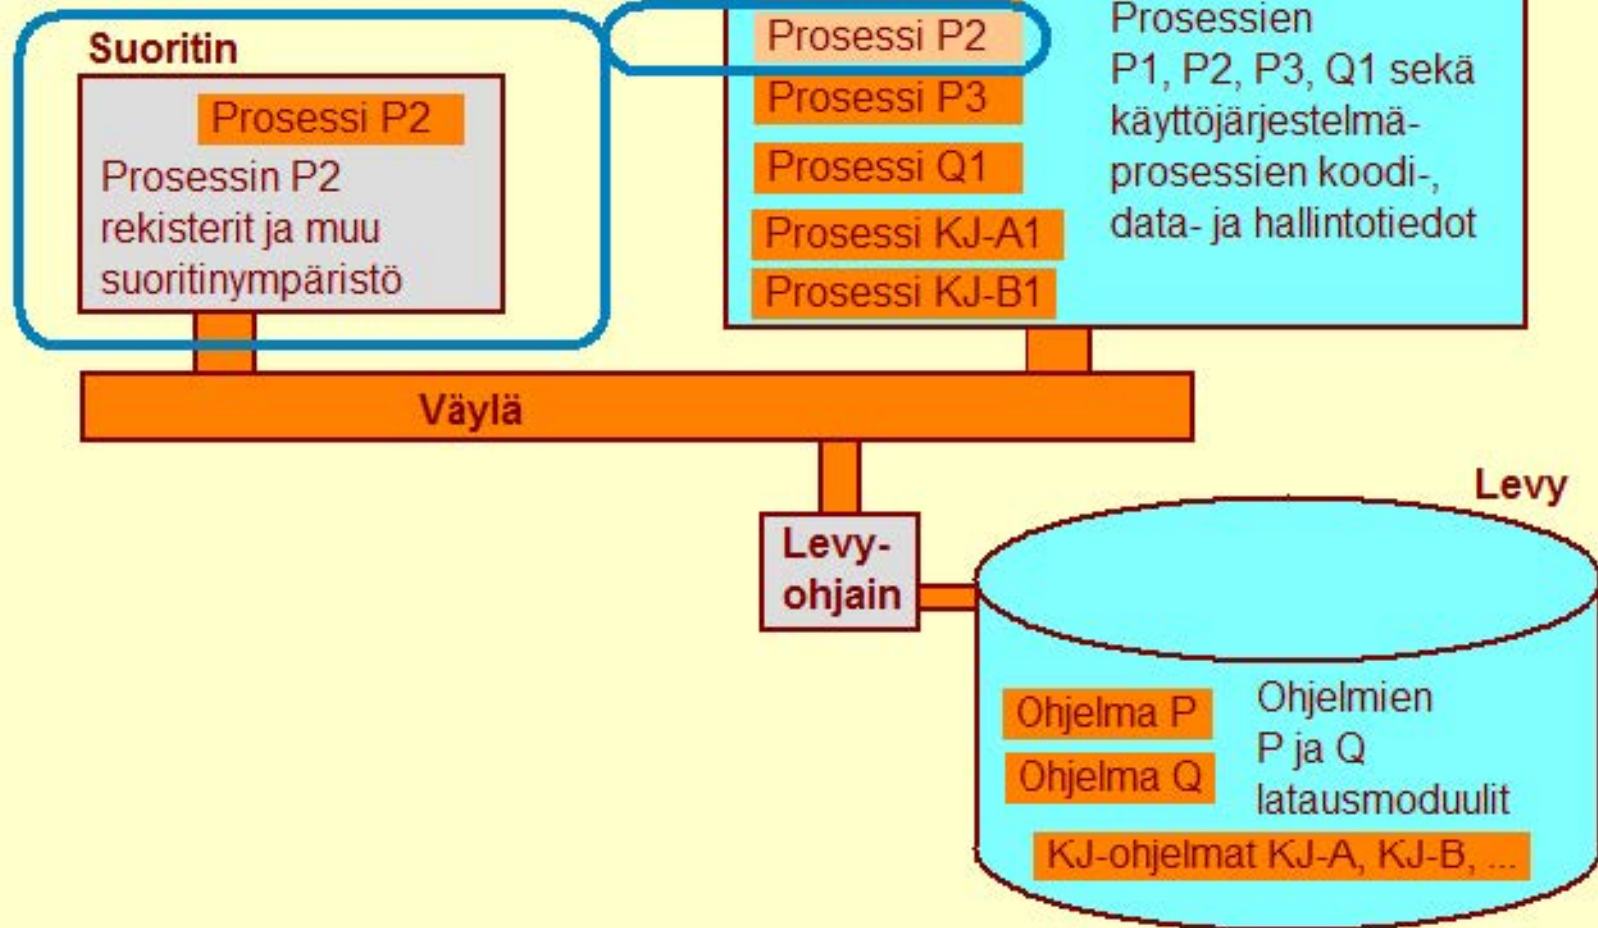 Suoritin
Prosessi P2
Prosessin P2
rekisterit ja muu
suoritinympäristö
Prosessi P2
Prosessi P3
Prosessi Q1
Prosessi KJ-A1
Prosessi KJ-B1
Prosessien
P1, P2, P3, Q1 sekä
käyttöjärjestelmä-
prosessien koodi-,
data- ja hallintotiedot
Väylä
Levy-
ohjain
Levy
Ohjelma P
Ohjelma Q
Ohjelmien
P ja Q
latausmoduulit
KJ-ohjelmat KJ-A, KJ-B, ...